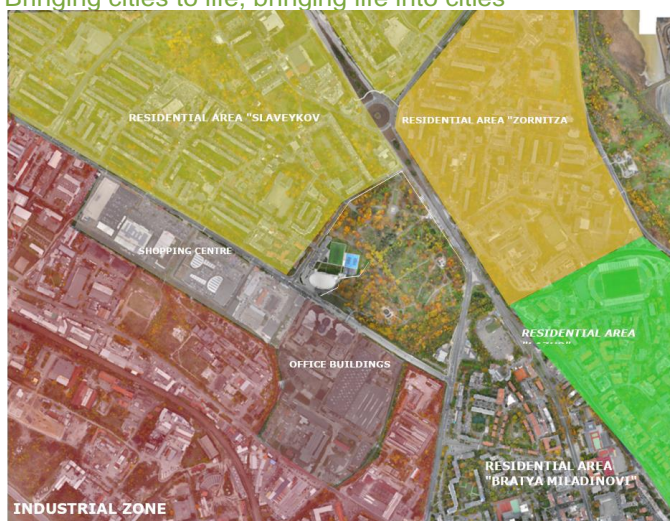 Bringing cities to life, bringing life into cities
RESIDENTIAL AREA "SLAVEYKOV
RESIDENTIAL AREA "ZORNITZA
SHOPPING CENTRE
RESIDENTIAL AREA
OFFICE BUILDINGS
RESIDENTIAL AREA
"BRATYA MILADINOVI"
INDUSTRIAL ZONE